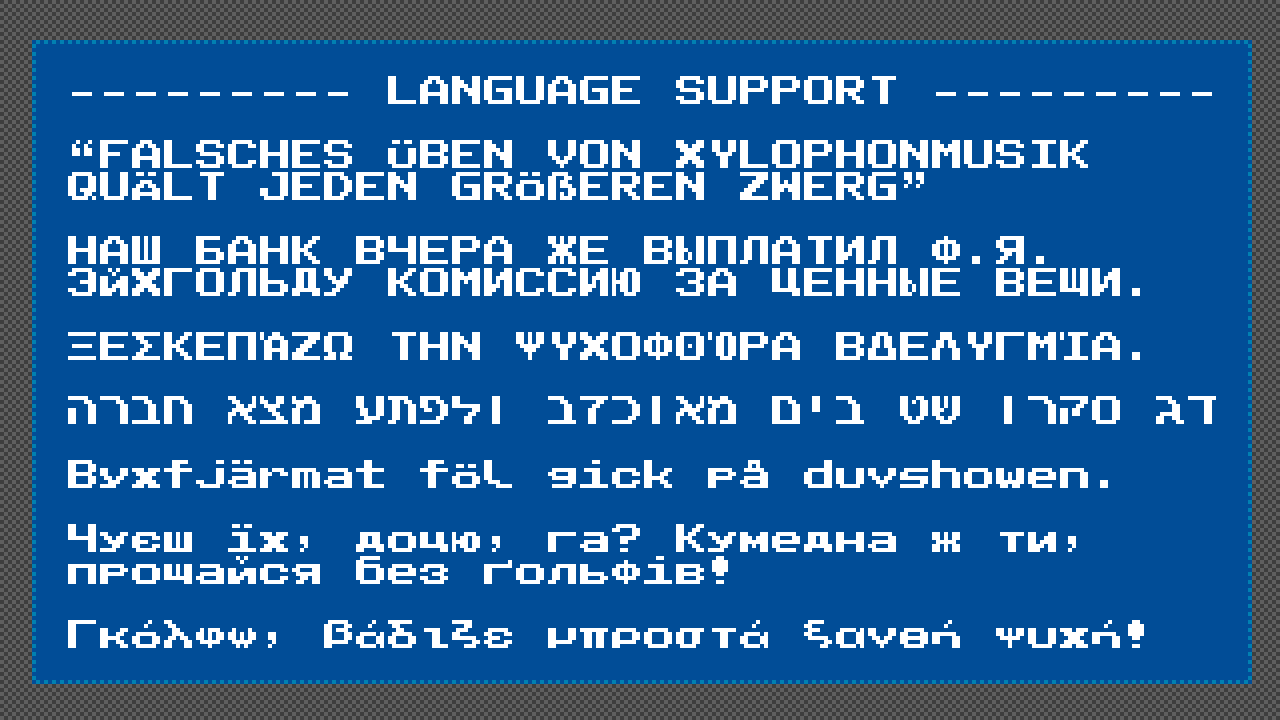 --------- LANGUAGE SUPPORT ---------
“FALSCHES ÜBEN VON XYLOPHONMUSIK
QUÄLT JEDEN GRÖßEREN ZWERG”
НАШ БАНК ВЧЕРА ЖЕ ВЫПЛАТИЛ Ф.Я.
ЭЙХГОЛЬДУ КОМИССИЮ ЗА ЦЕННЫЕ ВЕЩИ.
ΞΕΣΚΕΠΆΖΩ ΤΗΝ ΨΥΧΟΦΘΌΡΑ ΒΔΕΛΥΓΜΊΑ.
דג סקרן שט בים מאוכזב ולפתע מצא חברה
Byxfjärmat föl gick på duvshowen.
Чуєш їх, доцю, га? Кумедна ж ти,
прощайся без ґольфів!
Γκόλφω, βάδιζε μπροστά ξανθή ψυχή!